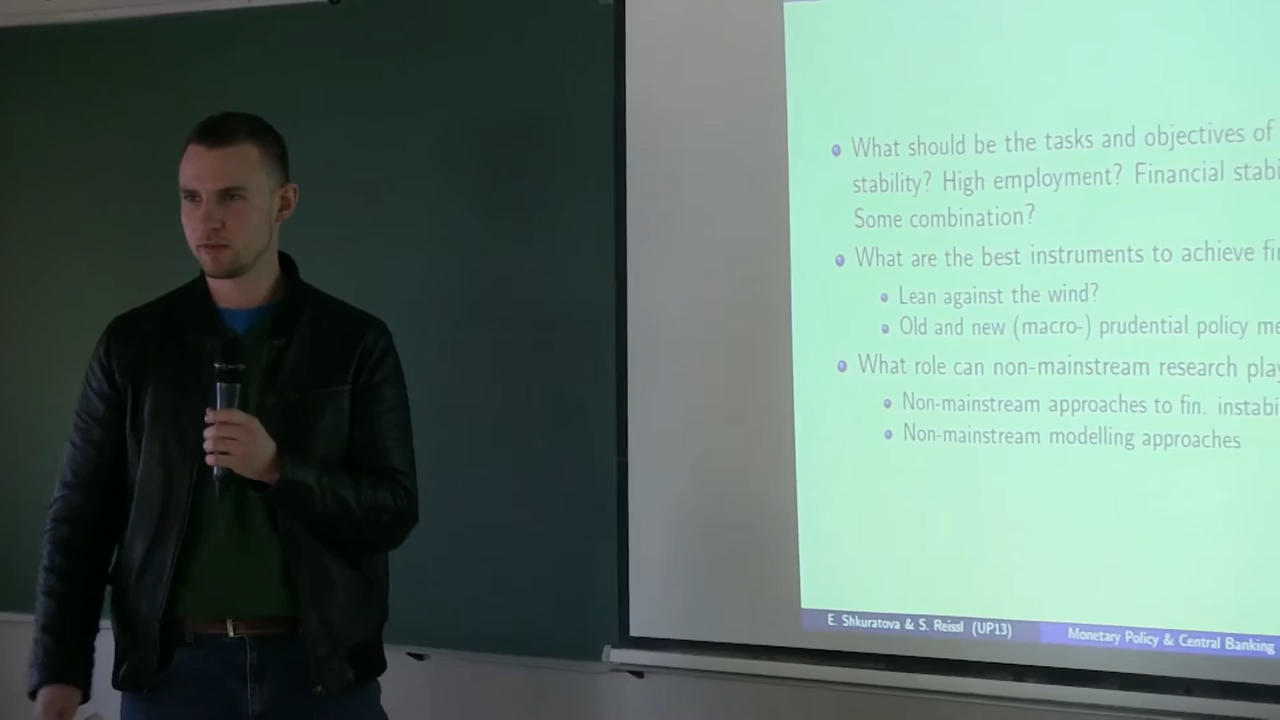 What should be the tasks and objectives of
stability? High employment? Financial stabi
Some combination?
What are the best instruments to achieve fi
Lean against the wind?
Old and new (macro-) prudential policy me
What role can non-mainstream research play
Non-mainstream approaches to fin. instabi
Non-mainstream modelling approaches
E. Shkuratova & S. Reissl (UP13)
Monetary Policy & Central Banking